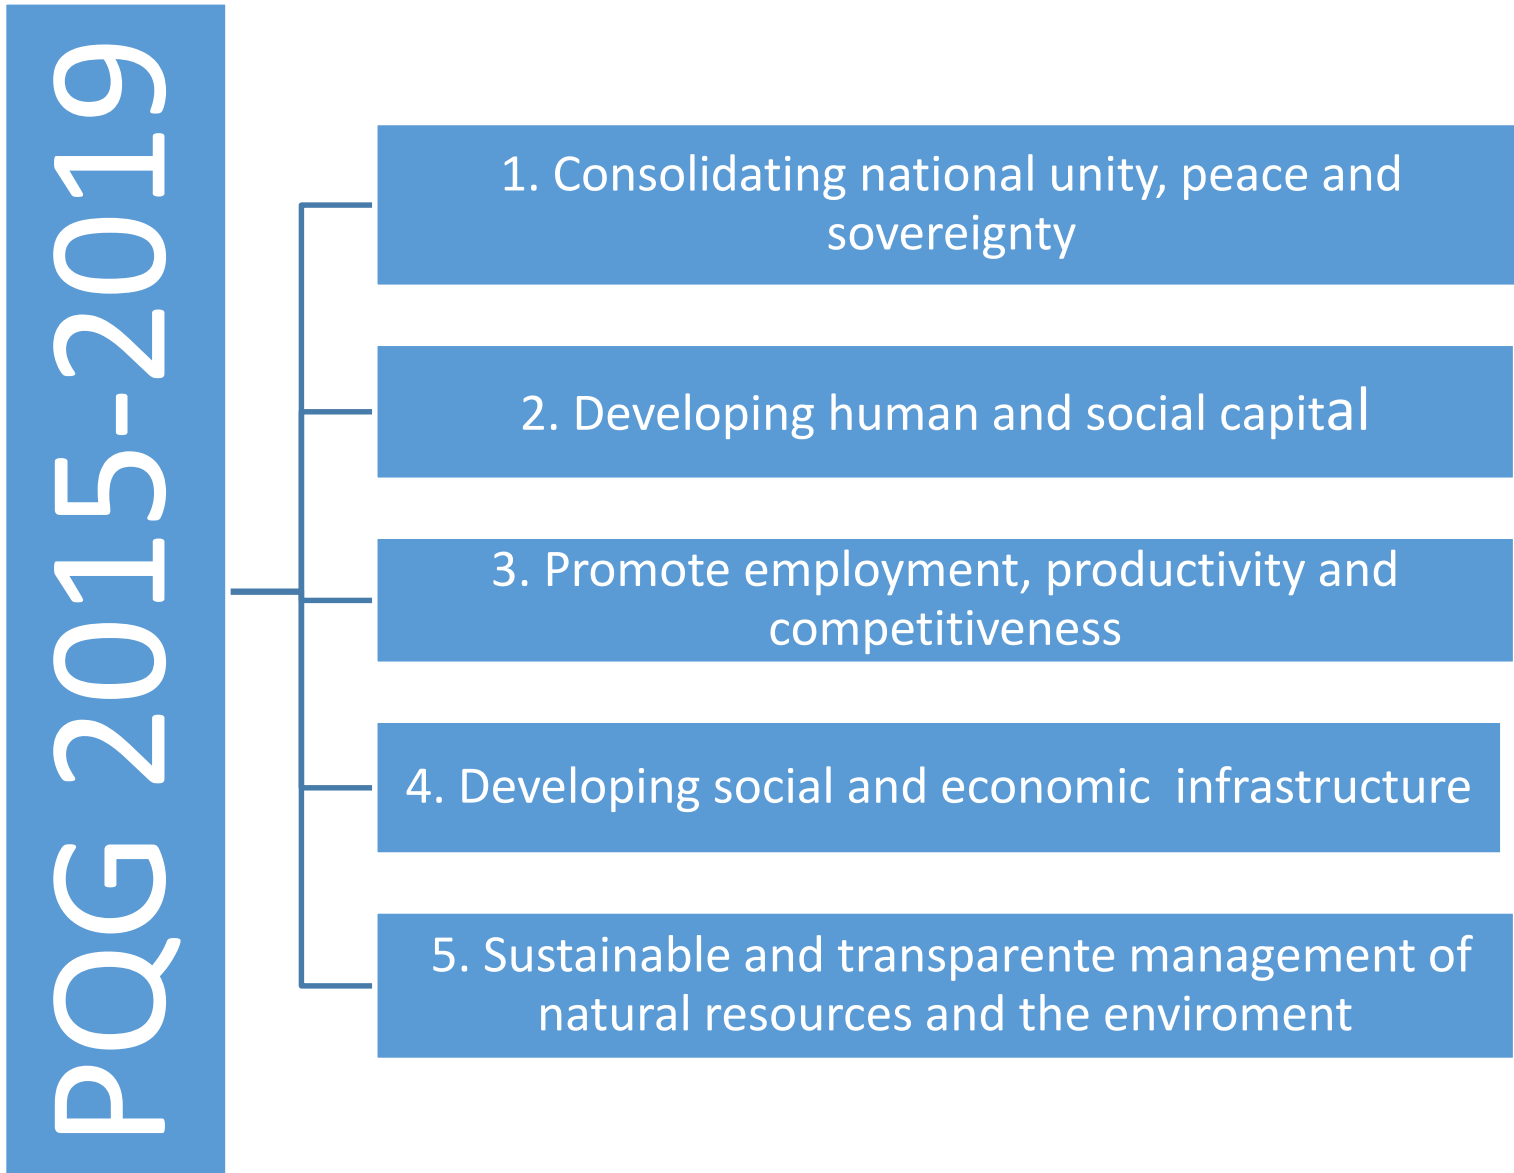 PQG 2015-2019
1. Consolidating national unity, peace and
sovereignty
2. Developing human and social capital
3. Promote employment, productivity and
competitiveness
4. Developing social and economic  infrastructure
5. Sustainable and transparente management of
natural resources and the enviroment